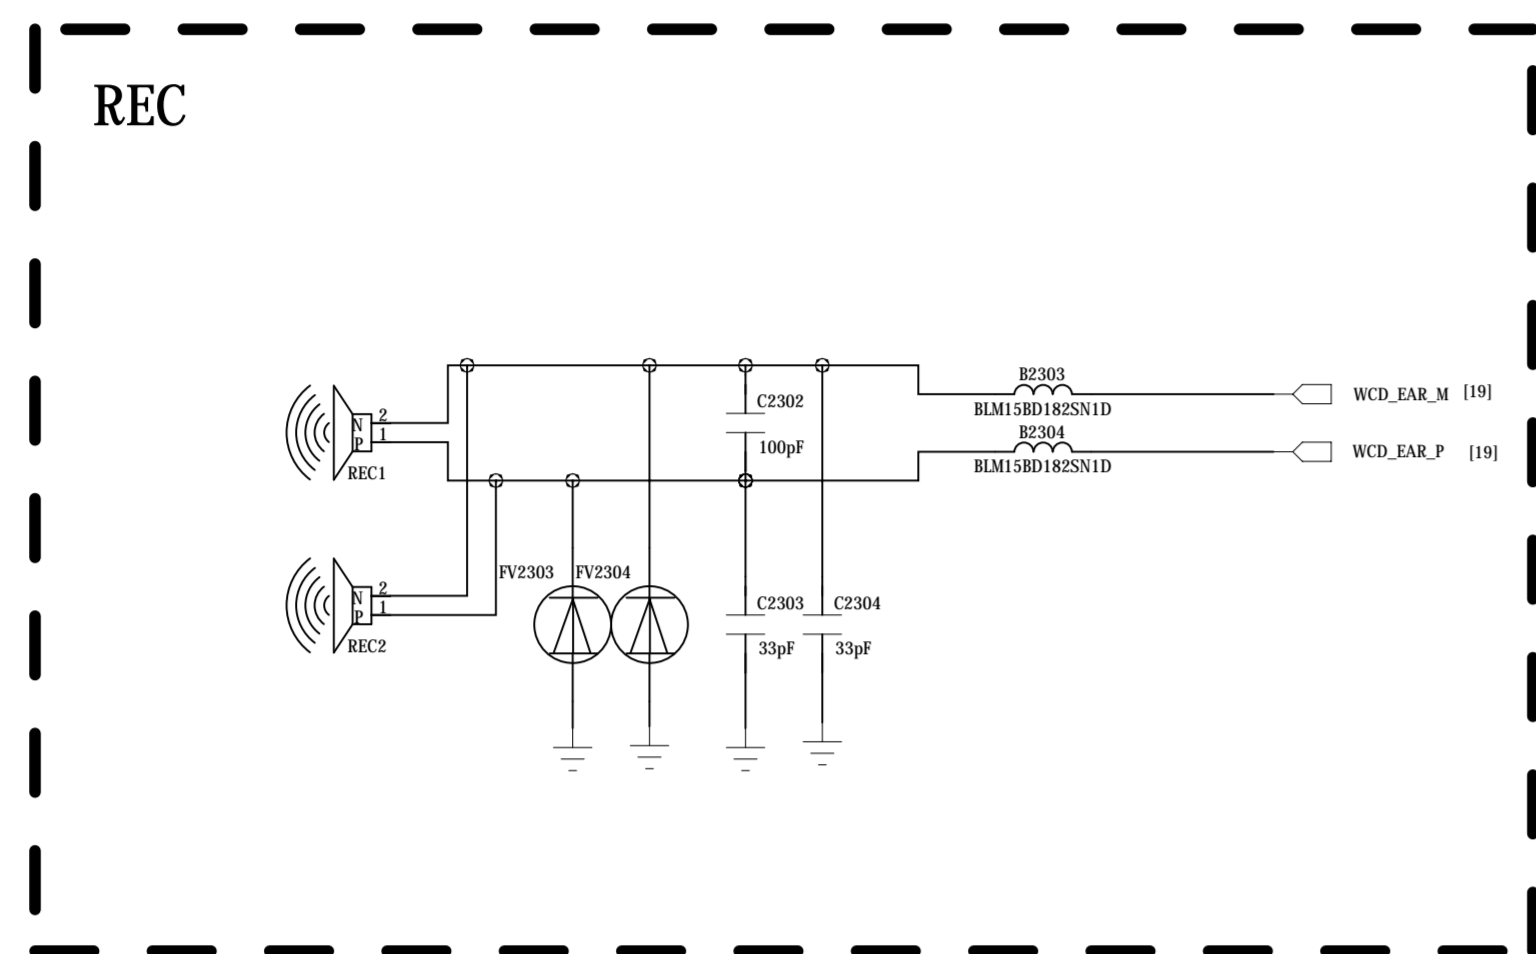 REC
B2303
WCD_EAR_M [19]
C2302
BLM15BD182SN1D
2
N
1
P
B2304
100pF
WCD_EAR_P [19]
BLM15BD182SN1D
REC1
FV2303 FV2304
2
N
C2303 C2304
1
P
REC2
33pF 33pF